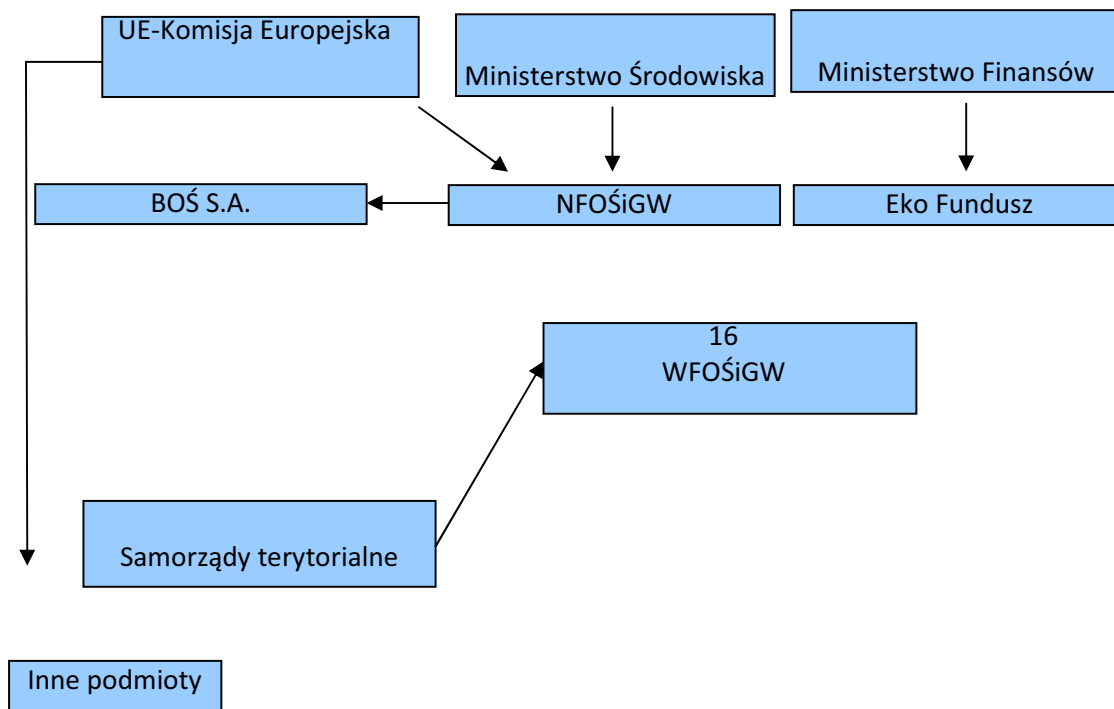 UE-Komisja Europejska
Ministerstwo Środowiska
Ministerstwo Finansów
BOŚ S.A.
NFOŚiGW
Eko Fundusz
16
WFOŚiGW
Samorządy terytorialne
Inne podmioty